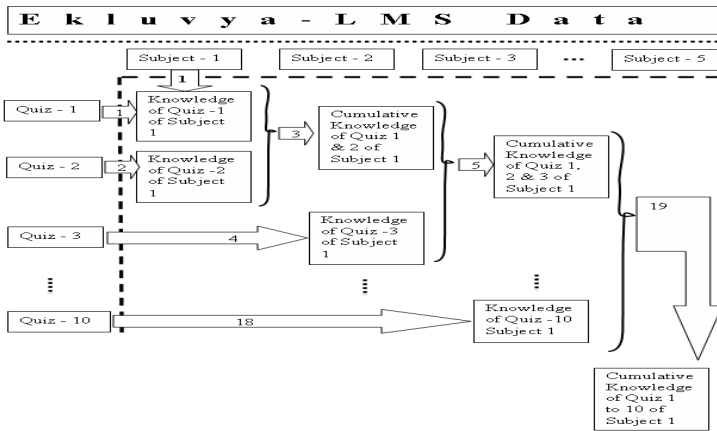 Ekluvya-LMS Data
Subject - 1
Subject - 2
Subject - 3
...
Subject - 5
1
Quiz - 1
1
Knowledge
of Quiz -1
of Subject
1
3
Cumulative
Knowledge
of Quiz 1
& 2 of
Subject 1
Quiz - 2
2
Knowledge
of Quiz -2
of Subject
1
5
Cumulative
Knowledge
of Quiz 1,
2 & 3 of
Subject 1
Quiz - 3
4
Knowledge
of Quiz -3
of Subject
1
19
Quiz - 10
18
Knowledge
of Quiz -10
Subject 1
Cumulative
Knowledge
of Quiz 1
to 10 of
Subject 1